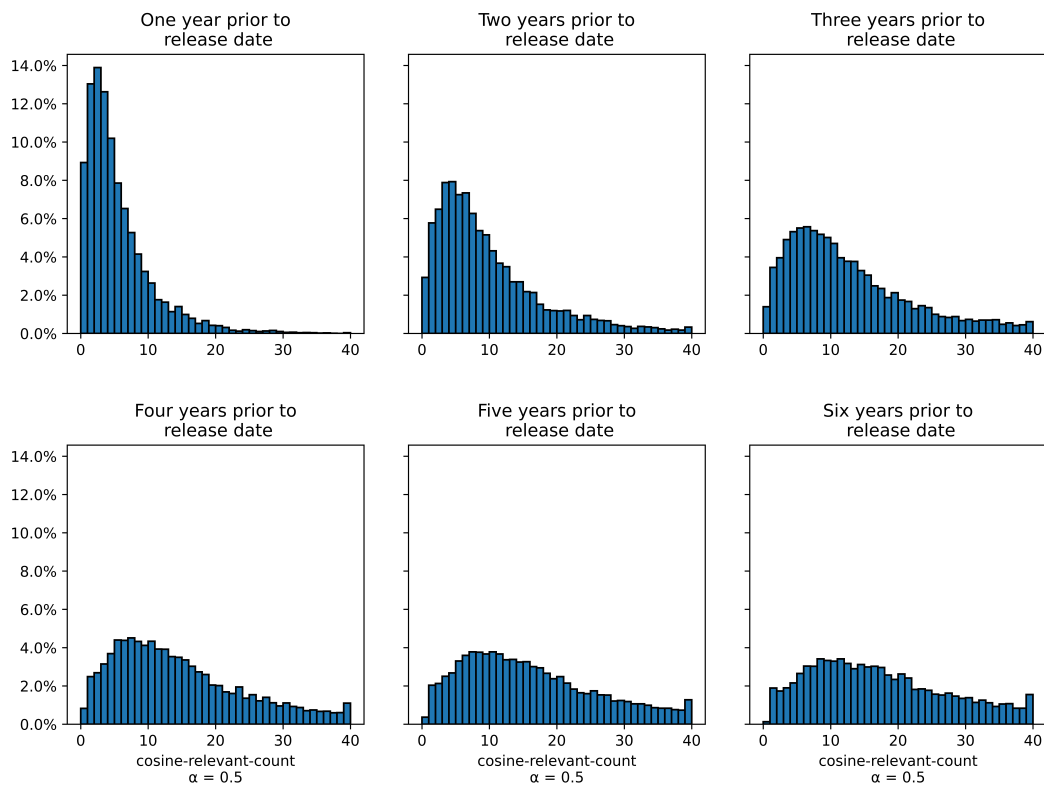 One year prior to
release date
Two years prior to
release date
Three years prior to
release date
14.0%
12.0%
10.0%
8.0%
6.0%
4.0%
2.0%
0.0%
0 10 20 30 40
0 10 20 30 40
0 10 20 30 40
Four years prior to
release date
Five years prior to
release date
Six years prior to
release date
14.0%
12.0%
10.0%
8.0%
6.0%
4.0%
2.0%
0.0%
0 10 20 30 40
cosine-relevant-count
α = 0.5
0 10 20 30 40
cosine-relevant-count
α = 0.5
0 10 20 30 40
cosine-relevant-count
α = 0.5